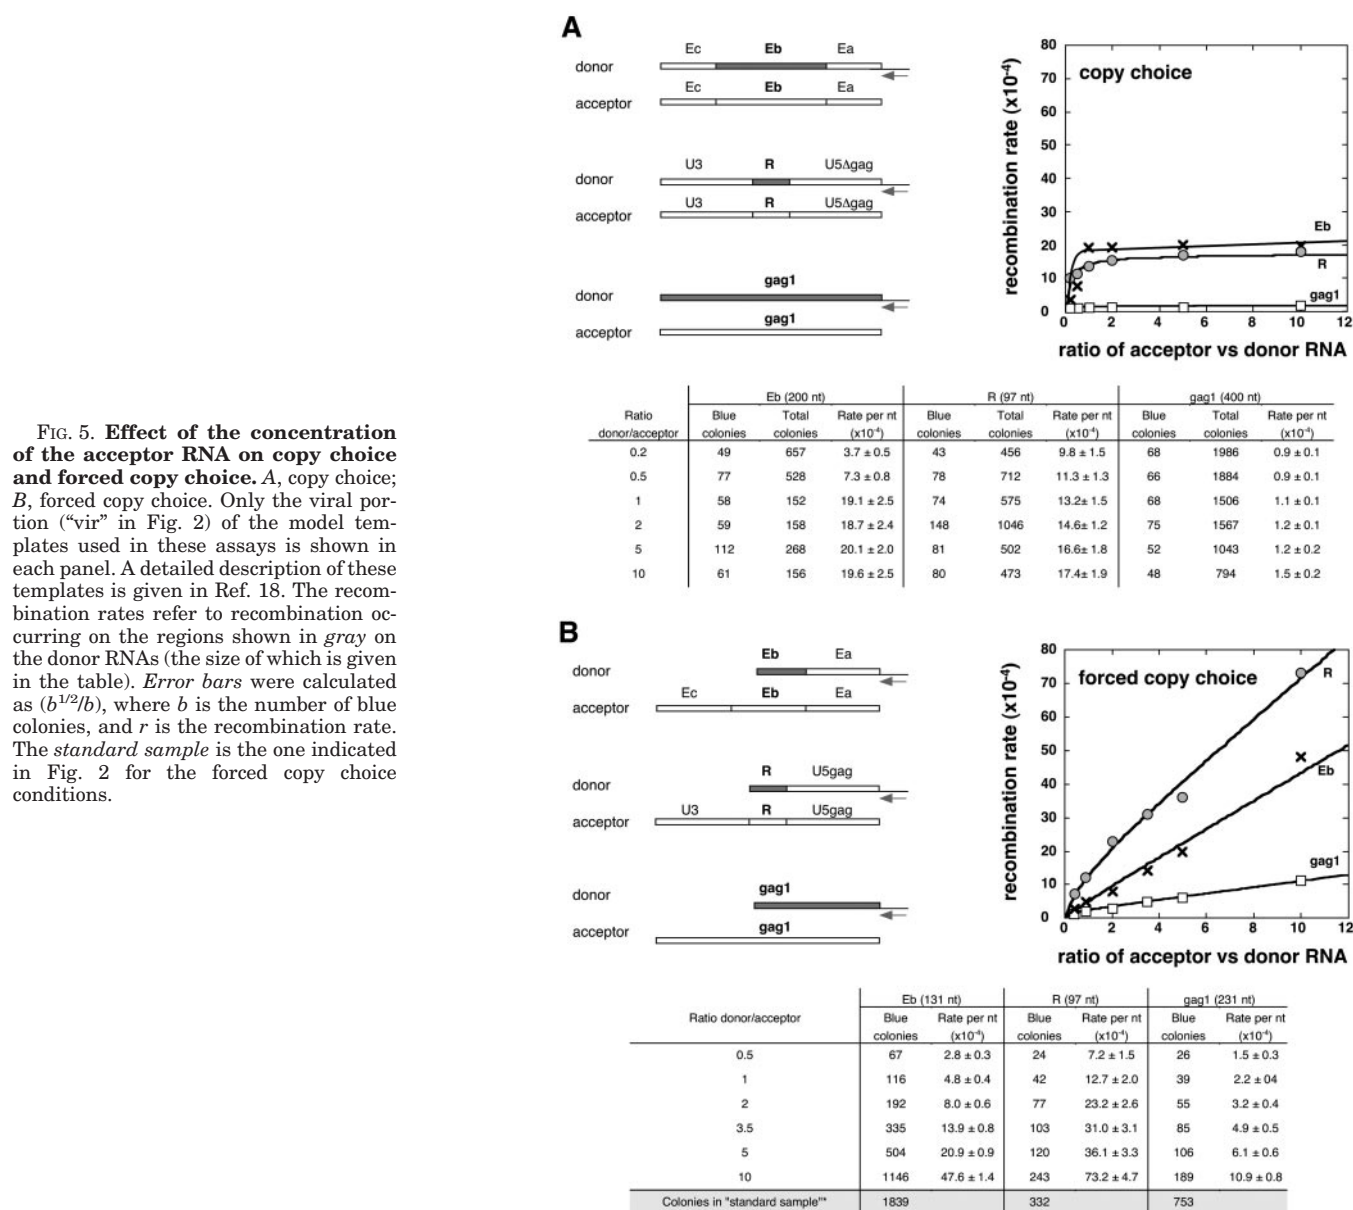 FIG. 5. Effect of the concentration
of the acceptor RNA on copy choice
and forced copy choice. A, copy choice;
B, forced copy choice. Only the viral por-
tion ("vir" in Fig. 2) of the model tem-
plates used in these assays is shown in
each panel. A detailed description of these
templates is given in Ref. 18. The recom-
bination rates refer to recombination oc-
curring on the regions shown in gray on
the donor RNAs (the size of which is given
in the table). Error bars were calculated
as (b1/2/b), where b is the number of blue
colonies, and r is the recombination rate.
The standard sample is the one indicated
in Fig. 2 for the forced copy choice
conditions.
A
Ec Eb Ea
donor
Ec Eb Ea
acceptor
U3 R U5Δgag
donor
U3 R U5Δgag
acceptor
gag1
donor
gag1
acceptor
copy choice
recombination rate (x10-4)
80
70
60
50
40
30
20
10
0
Eb
R
gag1
0 2 4 6 8 10 12
ratio of acceptor vs donor RNA
Eb (200 nt) R (97 nt) gag1 (400 nt)
Ratio Blue Total Rate per nt Blue Total Rate per nt Blue Total Rate per nt
donor/acceptor colonies colonies (x10-4) colonies colonies (x10-4) colonies colonies (x10-4)
0.2 49 657 3.7 ± 0.5 43 456 9.8 ± 1.5 68 1986 0.9 ± 0.1
0.5 77 528 7.3 ± 0.8 78 712 11.3 ± 1.3 66 1884 0.9 ± 0.1
1 58 152 19.1 ± 2.5 74 575 13.2± 1.5 68 1506 1.1 ± 0.1
2 59 158 18.7 ± 2.4 148 1046 14.6± 1.2 75 1567 1.2 ± 0.1
5 112 268 20.1 ± 2.0 81 502 16.6± 1.8 52 1043 1.2 ± 0.2
10 61 156 19.6 ± 2.5 80 473 17.4± 1.9 48 794 1.5 ± 0.2
B
Eb Ea
donor
Ec Eb Ea
acceptor
R U5gag
donor
U3 R U5gag
acceptor
gag1
donor
gag1
acceptor
forced copy choice
recombination rate (x10-4)
80
70
60
50
40
30
20
10
0
R
Eb
gag1
0 2 4 6 8 10 12
ratio of acceptor vs donor RNA
Eb (131 nt) R (97 nt) gag1 (231 nt)
Ratio donor/acceptor Blue Rate per nt Blue Rate per nt Blue Rate per nt
colonies (x10-4) colonies (x10-4) colonies (x10-4)
0.5 67 2.8 ± 0.3 24 7.2 ± 1.5 26 1.5 ± 0.3
1 116 4.8 ± 0.4 42 12.7 ± 2.0 39 2.2 ± 04
2 192 8.0 ± 0.6 77 23.2 ± 2.6 55 3.2 ± 0.4
3.5 335 13.9 ± 0.8 103 31.0 ± 3.1 85 4.9 ± 0.5
5 504 20.9 ± 0.9 120 36.1 ± 3.3 106 6.1 ± 0.6
10 1146 47.6 ± 1.4 243 73.2 ± 4.7 189 10.9 ± 0.8
Colonies in "standard sample"* 1839 332 753